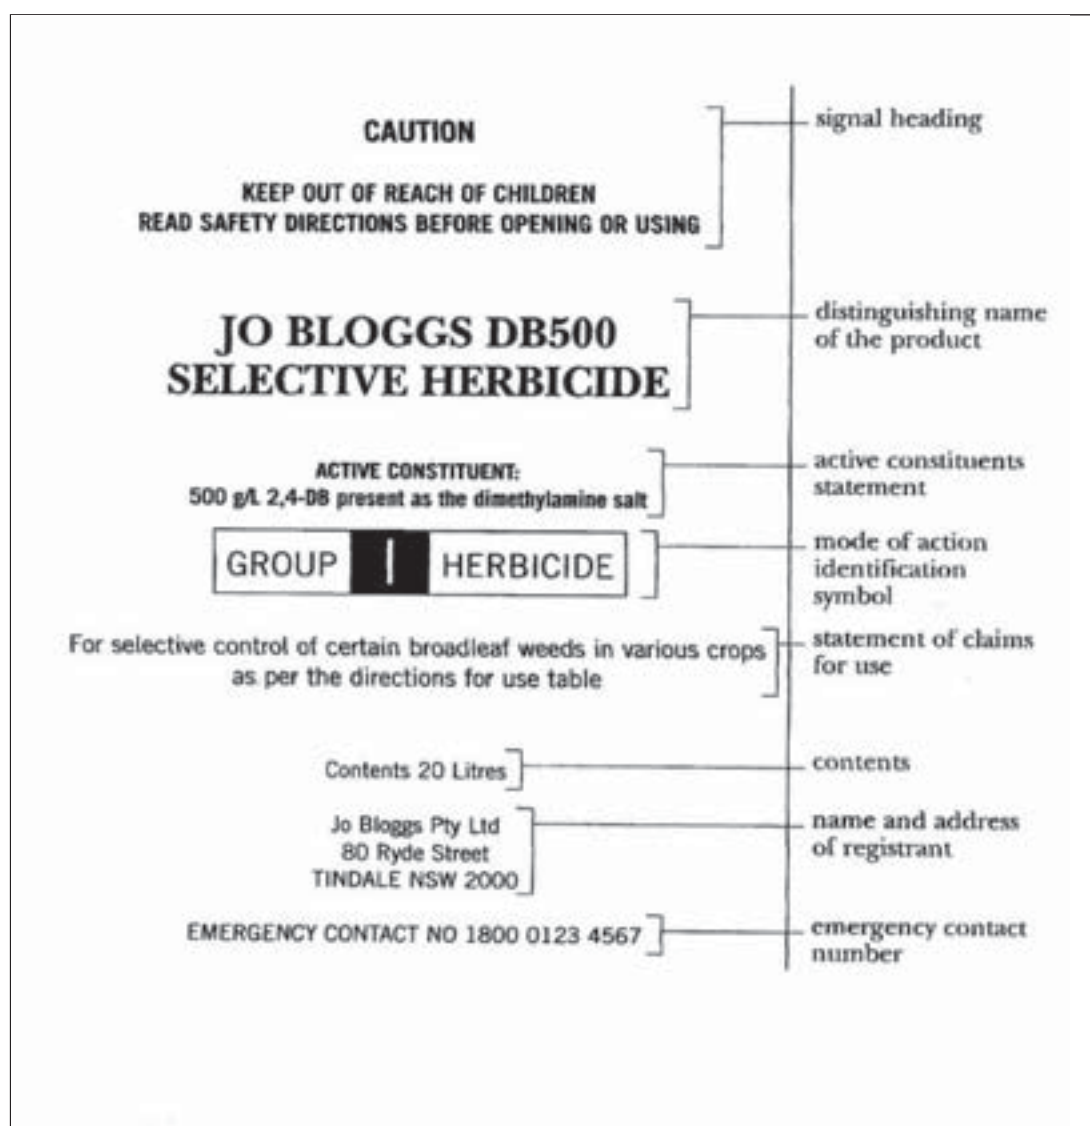 CAUTION
signal heading
KEEP OUT OF REACH OF CHILDREN
READ SAFETY DIRECTIONS BEFORE OPENING OR USING
JO BLOGGS DB500
SELECTIVE HERBICIDE
distinguishing name
of the product
ACTIVE CONSTITUENT:
500 g/L 2,4-DB present as the dimethylamine salt
active constituents
statement
GROUP I HERBICIDE
mode of action
identification
symbol
For selective control of certain broadleaf weeds in various crops
as per the directions for use table
statement of claims
for use
Contents 20 Litres
contents
Jo Bloggs Pty Ltd
80 Ryde Street
TINDALE NSW 2000
name and address
of registrant
EMERGENCY CONTACT NO 1800 0123 4567
emergency contact
number